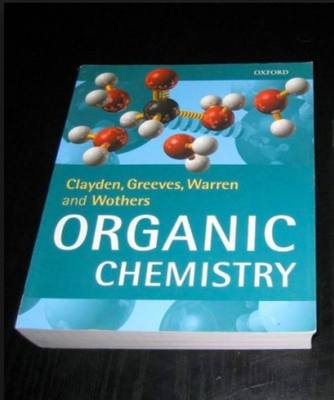 OXFORD
Clayden, Greeves, Warren
and Wothers
ORGANIC
CHEMISTRY